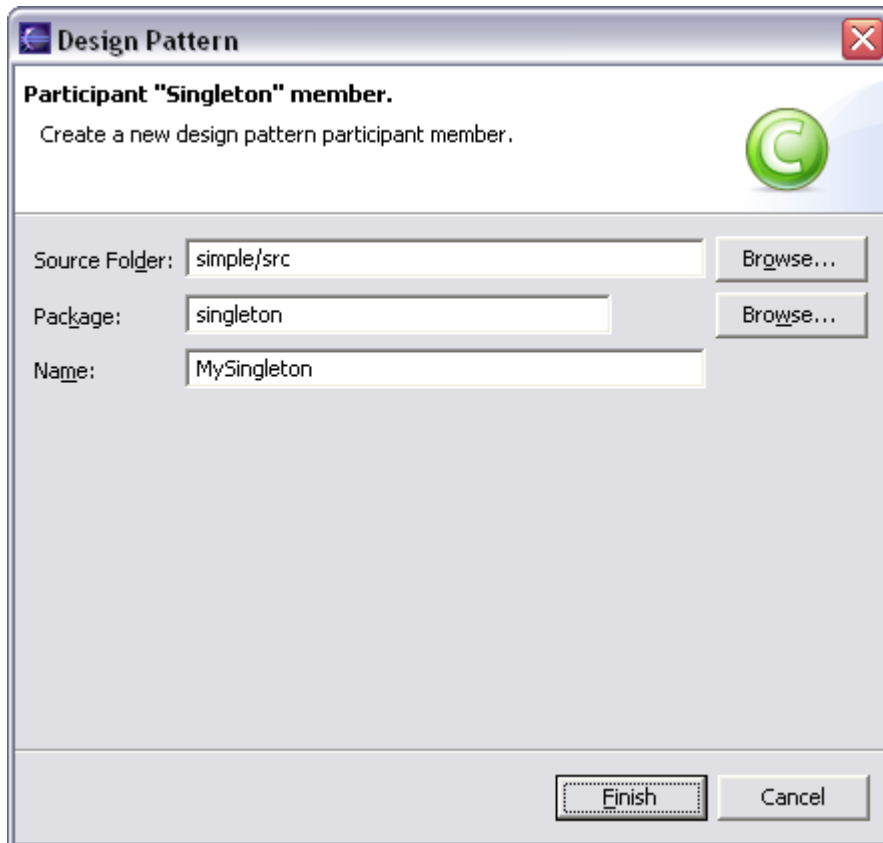 Design Pattern
Participant "Singleton" member.
Create a new design pattern participant member.
Source Folder: simple/src Browse...
Package: singleton Browse...
Name: MySingleton
Finish Cancel